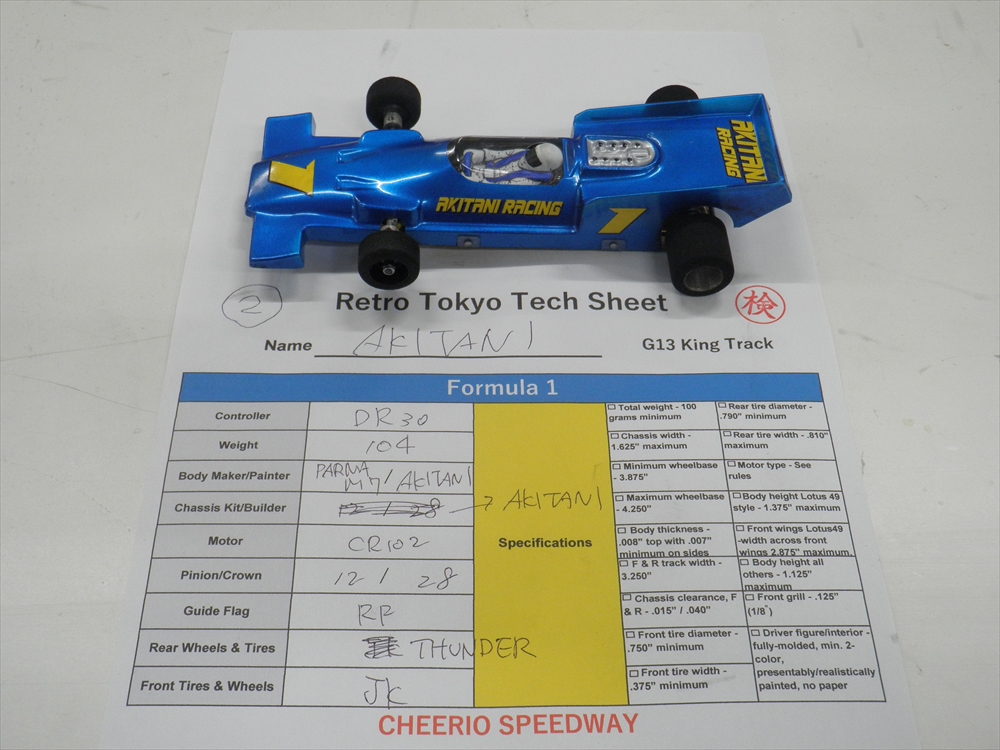 1
AKITANI RACING
1
AKITANI
RACING
2
Retro Tokyo Tech Sheet
検
Name AKITANI
G13 King Track
Formula 1
Controller
DR30
Weight
104
Body Maker/Painter
PARMA
M7/AKITANI
Chassis Kit/Builder
12 / 28 → AKITANI
Motor
CR102
Pinion/Crown
12 / 28
Guide Flag
RP
Rear Wheels & Tires
THUNDER
Front Tires & Wheels
JK
Specifications
Total weight - 100
grams minimum
Chassis width -
1.625" maximum
Minimum wheelbase
- 3.875"
Maximum wheelbase
- 4.250"
Body thickness -
.008" top with .007"
minimum on sides
F & R track width -
3.250"
Chassis clearance, F
& R - .015" / .040"
Front tire diameter -
.750" minimum
Front tire width -
.375" minimum
Rear tire diameter -
.790" minimum
Rear tire width - .810"
maximum
Motor type - See
rules
Body height Lotus 49
style - 1.375" maximum
Front wings Lotus49
-width across front
wings 2.875" maximum.
Body height all
others - 1.125"
maximum
Front grill - .125"
(1/8")
Driver figure/interior -
fully-molded, min. 2-
color,
presentably/realistically
painted, no paper
CHEERIO SPEEDWAY